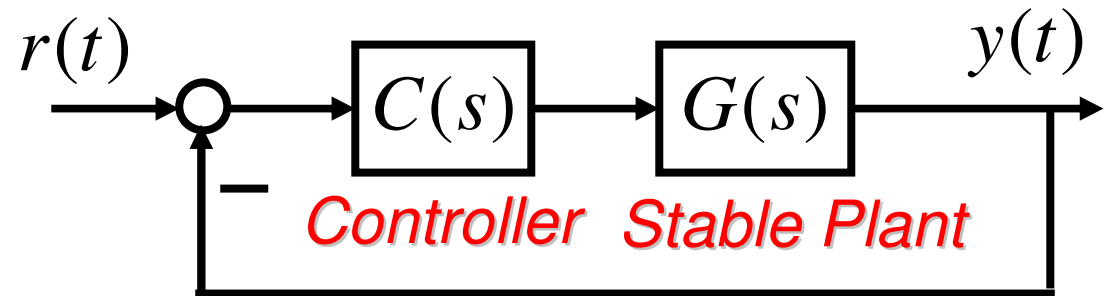 r(t)
y(t)
C(s)
G(s)
−
Controller
Stable Plant